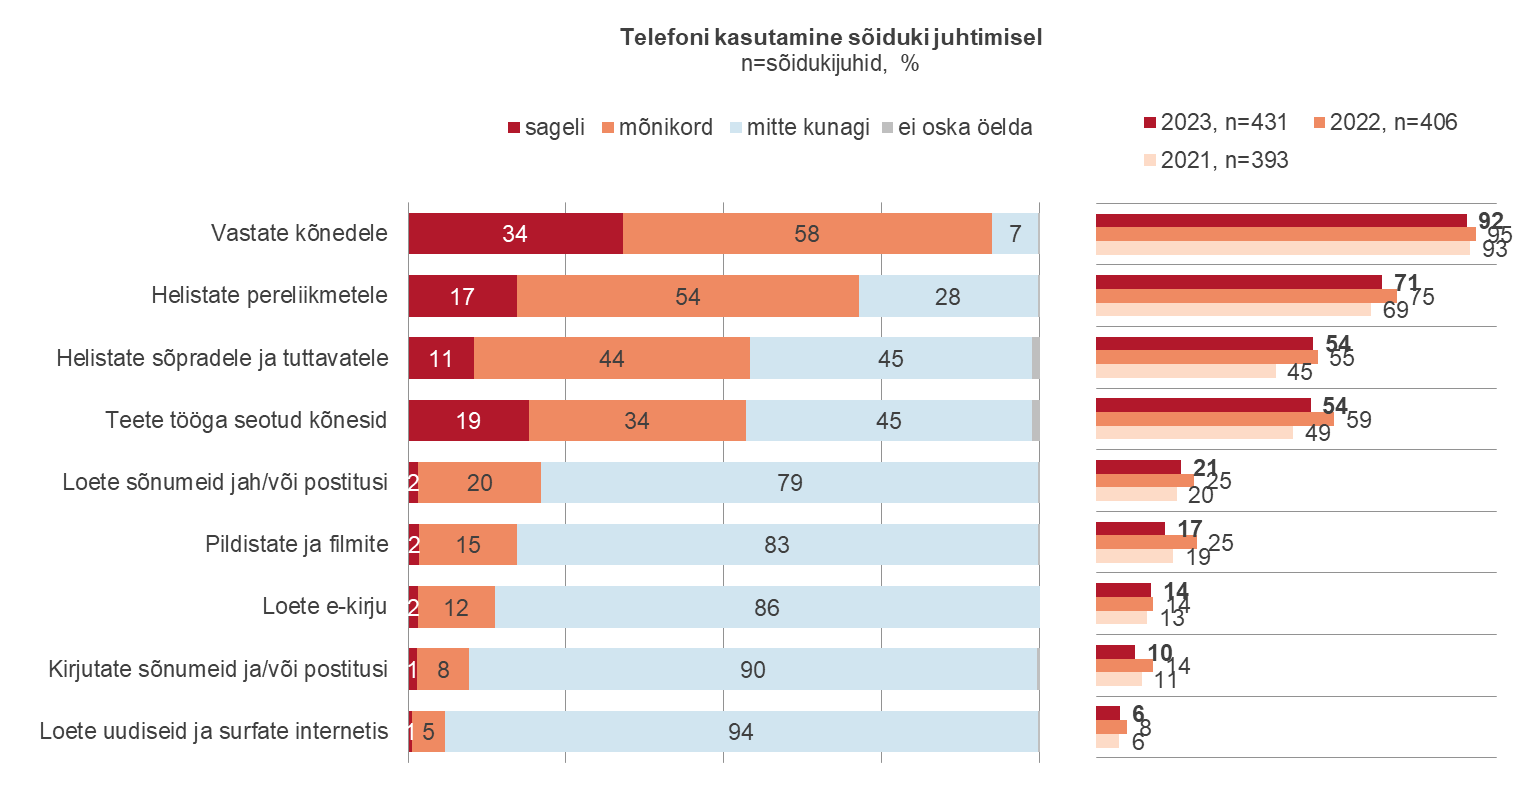 Telefoni kasutamine sõiduki juhtimisel
n=sõidukijuhid, %
sageli mõnikord mitte kunagi ei oska öelda
2023, n=431 2022, n=406
2021, n=393
Vastate kõnedele 34 58 7 92 95 93
Helistate pereliikmetele 17 54 28 71 75 69
Helistate sõpradele ja tuttavatele 11 44 45 54 55 45
Teete tööga seotud kõnesid 19 34 45 54 59 49
Loete sõnumeid jah/või postitusi 2 20 79 21 25 20
Pildistate ja filmite 2 15 83 17 25 19
Loete e-kirju 2 12 86 14 14 13
Kirjutate sõnumeid ja/või postitusi 1 8 90 10 14 11
Loete uudiseid ja surfate internetis 1 5 94 6 8 6